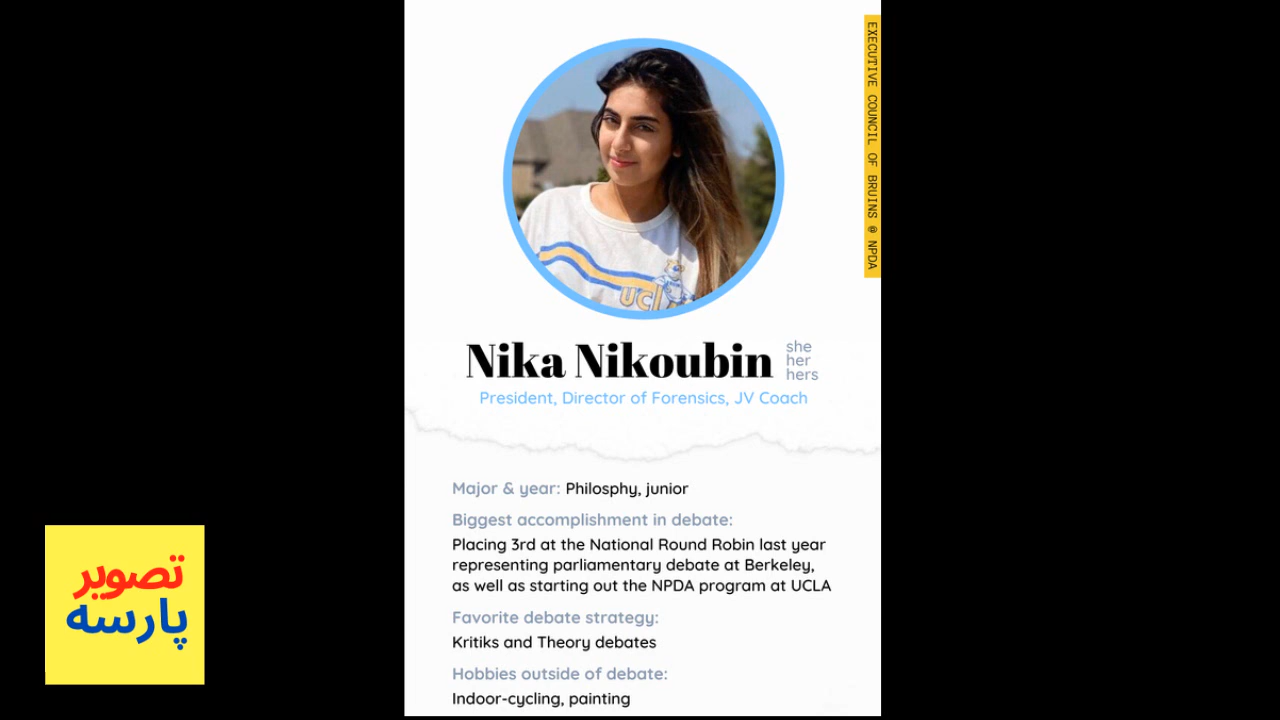 EXECUTIVE COUNCIL OF BRUINS @ NPDA
UCLA
Nika Nikoubin
she
her
hers
President, Director of Forensics, JV Coach
Major & year: Philosphy, junior
Biggest accomplishment in debate:
Placing 3rd at the National Round Robin last year
representing parliamentary debate at Berkeley,
as well as starting out the NPDA program at UCLA
Favorite debate strategy:
Kritiks and Theory debates
Hobbies outside of debate:
Indoor-cycling, painting
تصویر
پارسه